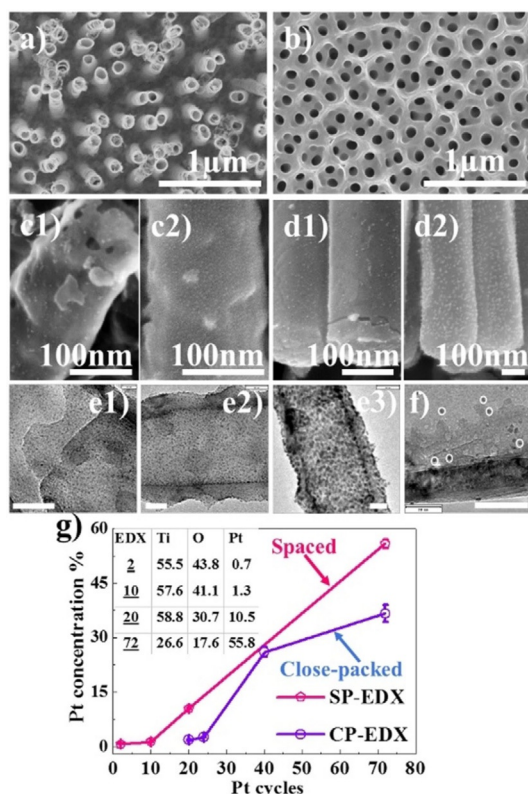 a)
b)
1µm
1µm
c1)
c2)
d1)
d2)
100nm
100nm
100nm
100nm
e1)
e2)
e3)
f)
g)
60
45
30
15
0
Pt concentration %
EDX Ti O Pt
2 55.5 43.8 0.7
10 57.6 41.1 1.3
20 58.8 30.7 10.5
72 26.6 17.6 55.8
Spaced
Close-packed
SP-EDX
CP-EDX
0 10 20 30 40 50 60 70 80
Pt cycles